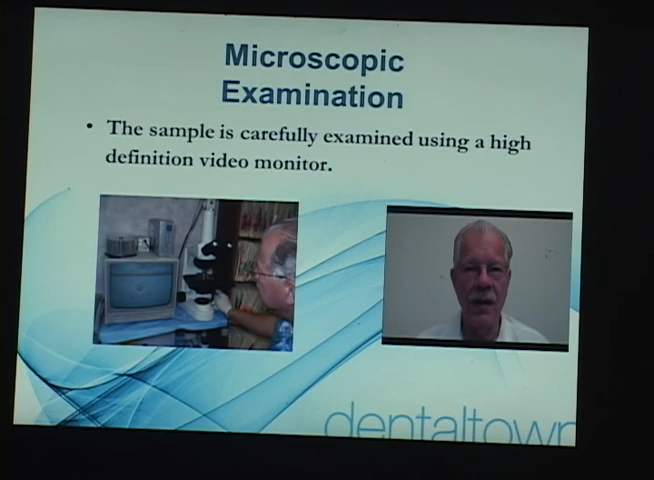 Microscopic
Examination
• The sample is carefully examined using a high
definition video monitor.
dentaltown